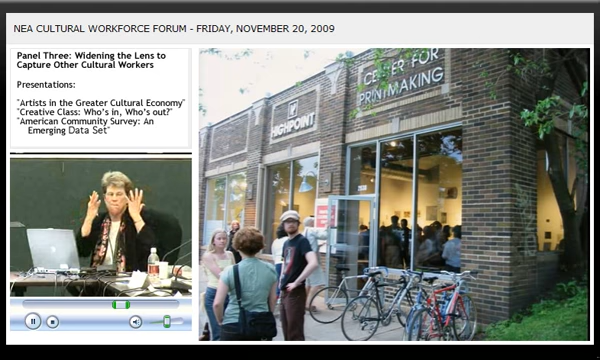 NEA CULTURAL WORKFORCE FORUM - FRIDAY, NOVEMBER 20, 2009
Panel Three: Widening the Lens to
Capture Other Cultural Workers
Presentations:
"Artists in the Greater Cultural Economy"
"Creative Class: Who's in, Who's out?"
"American Community Survey: An
Emerging Data Set"
CENTER FOR
PRINTMAKING
HIGHPOINT